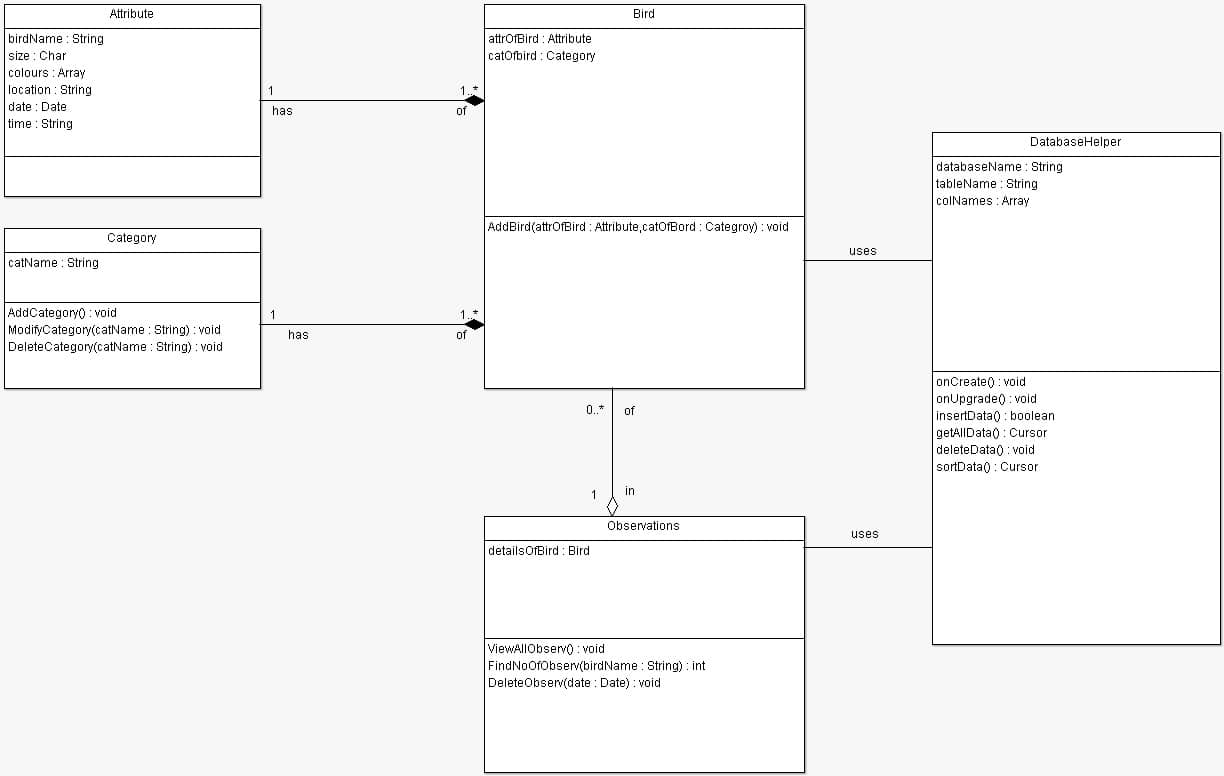 Attribute
birdName : String
size : Char
colours : Array
location : String
date : Date
time : String
1
has
1..*
of
Bird
attrOfBird : Attribute
catOfbird : Category
AddBird(attrOfBird : Attribute,catOfBord : Categroy) : void
Category
catName : String
AddCategory() : void
ModifyCategory(catName : String) : void
DeleteCategory(catName : String) : void
1
has
1..*
of
uses
DatabaseHelper
databaseName : String
tableName : String
colNames : Array
onCreate() : void
onUpgrade() : void
insertData() : boolean
getAllData() : Cursor
deleteData() : void
sortData() : Cursor
0..*
of
1
in
Observations
detailsOfBird : Bird
ViewAllObserv() : void
FindNoOfObserv(birdName : String) : int
DeleteObserv(date : Date) : void
uses